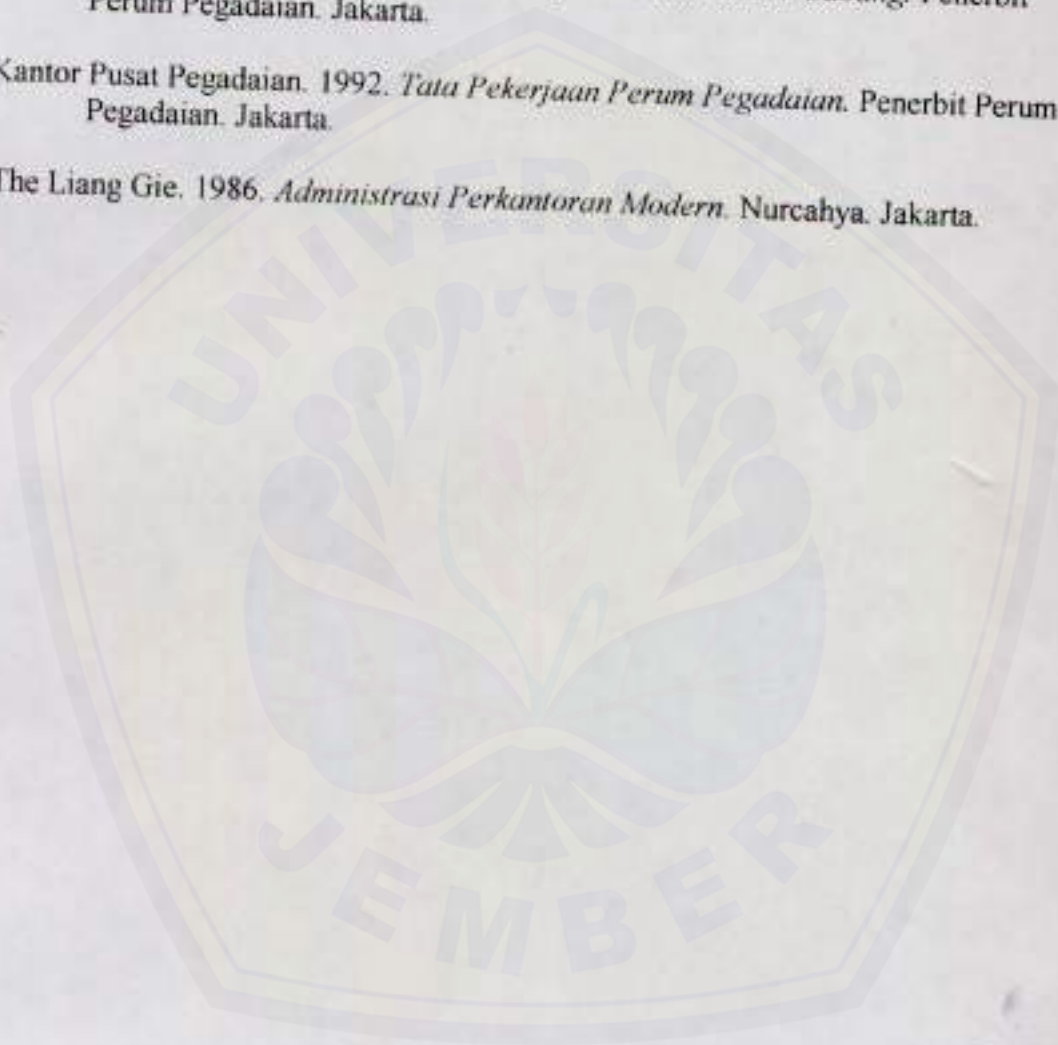 Penerbit
Perum Pegadaian. Jakarta.
Kantor Pusat Pegadaian. 1992. Tata Pekerjaan Perum Pegadaian. Penerbit Perum
Pegadaian. Jakarta.
The Liang Gie. 1986. Administrasi Perkantoran Modern. Nurcahya. Jakarta.
UNIVERSITAS
JEMBER